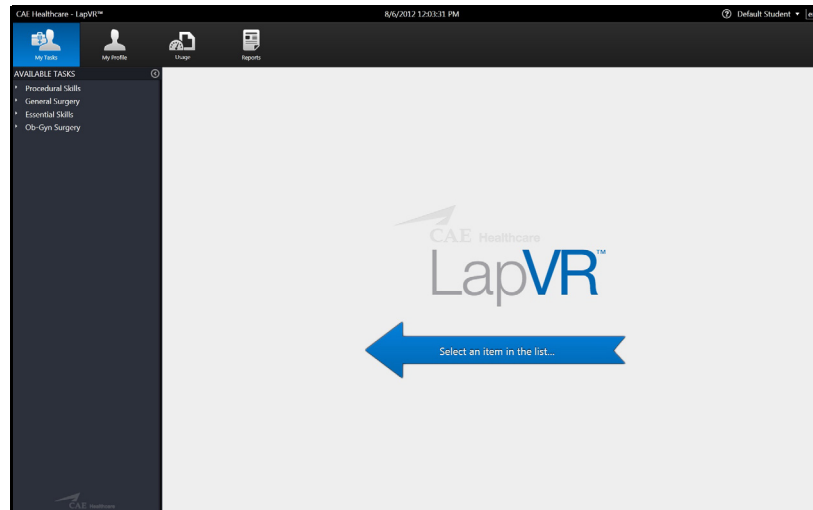 CAE Healthcare - LapVR™
8/6/2012 12:03:31 PM
Default Student
My Tasks
My Profile
Usage
Reports
AVAILABLE TASKS
Procedural Skills
General Surgery
Essential Skills
Ob-Gyn Surgery
CAE Healthcare
LapVR™
Select an item in the list...
CAE Healthcare